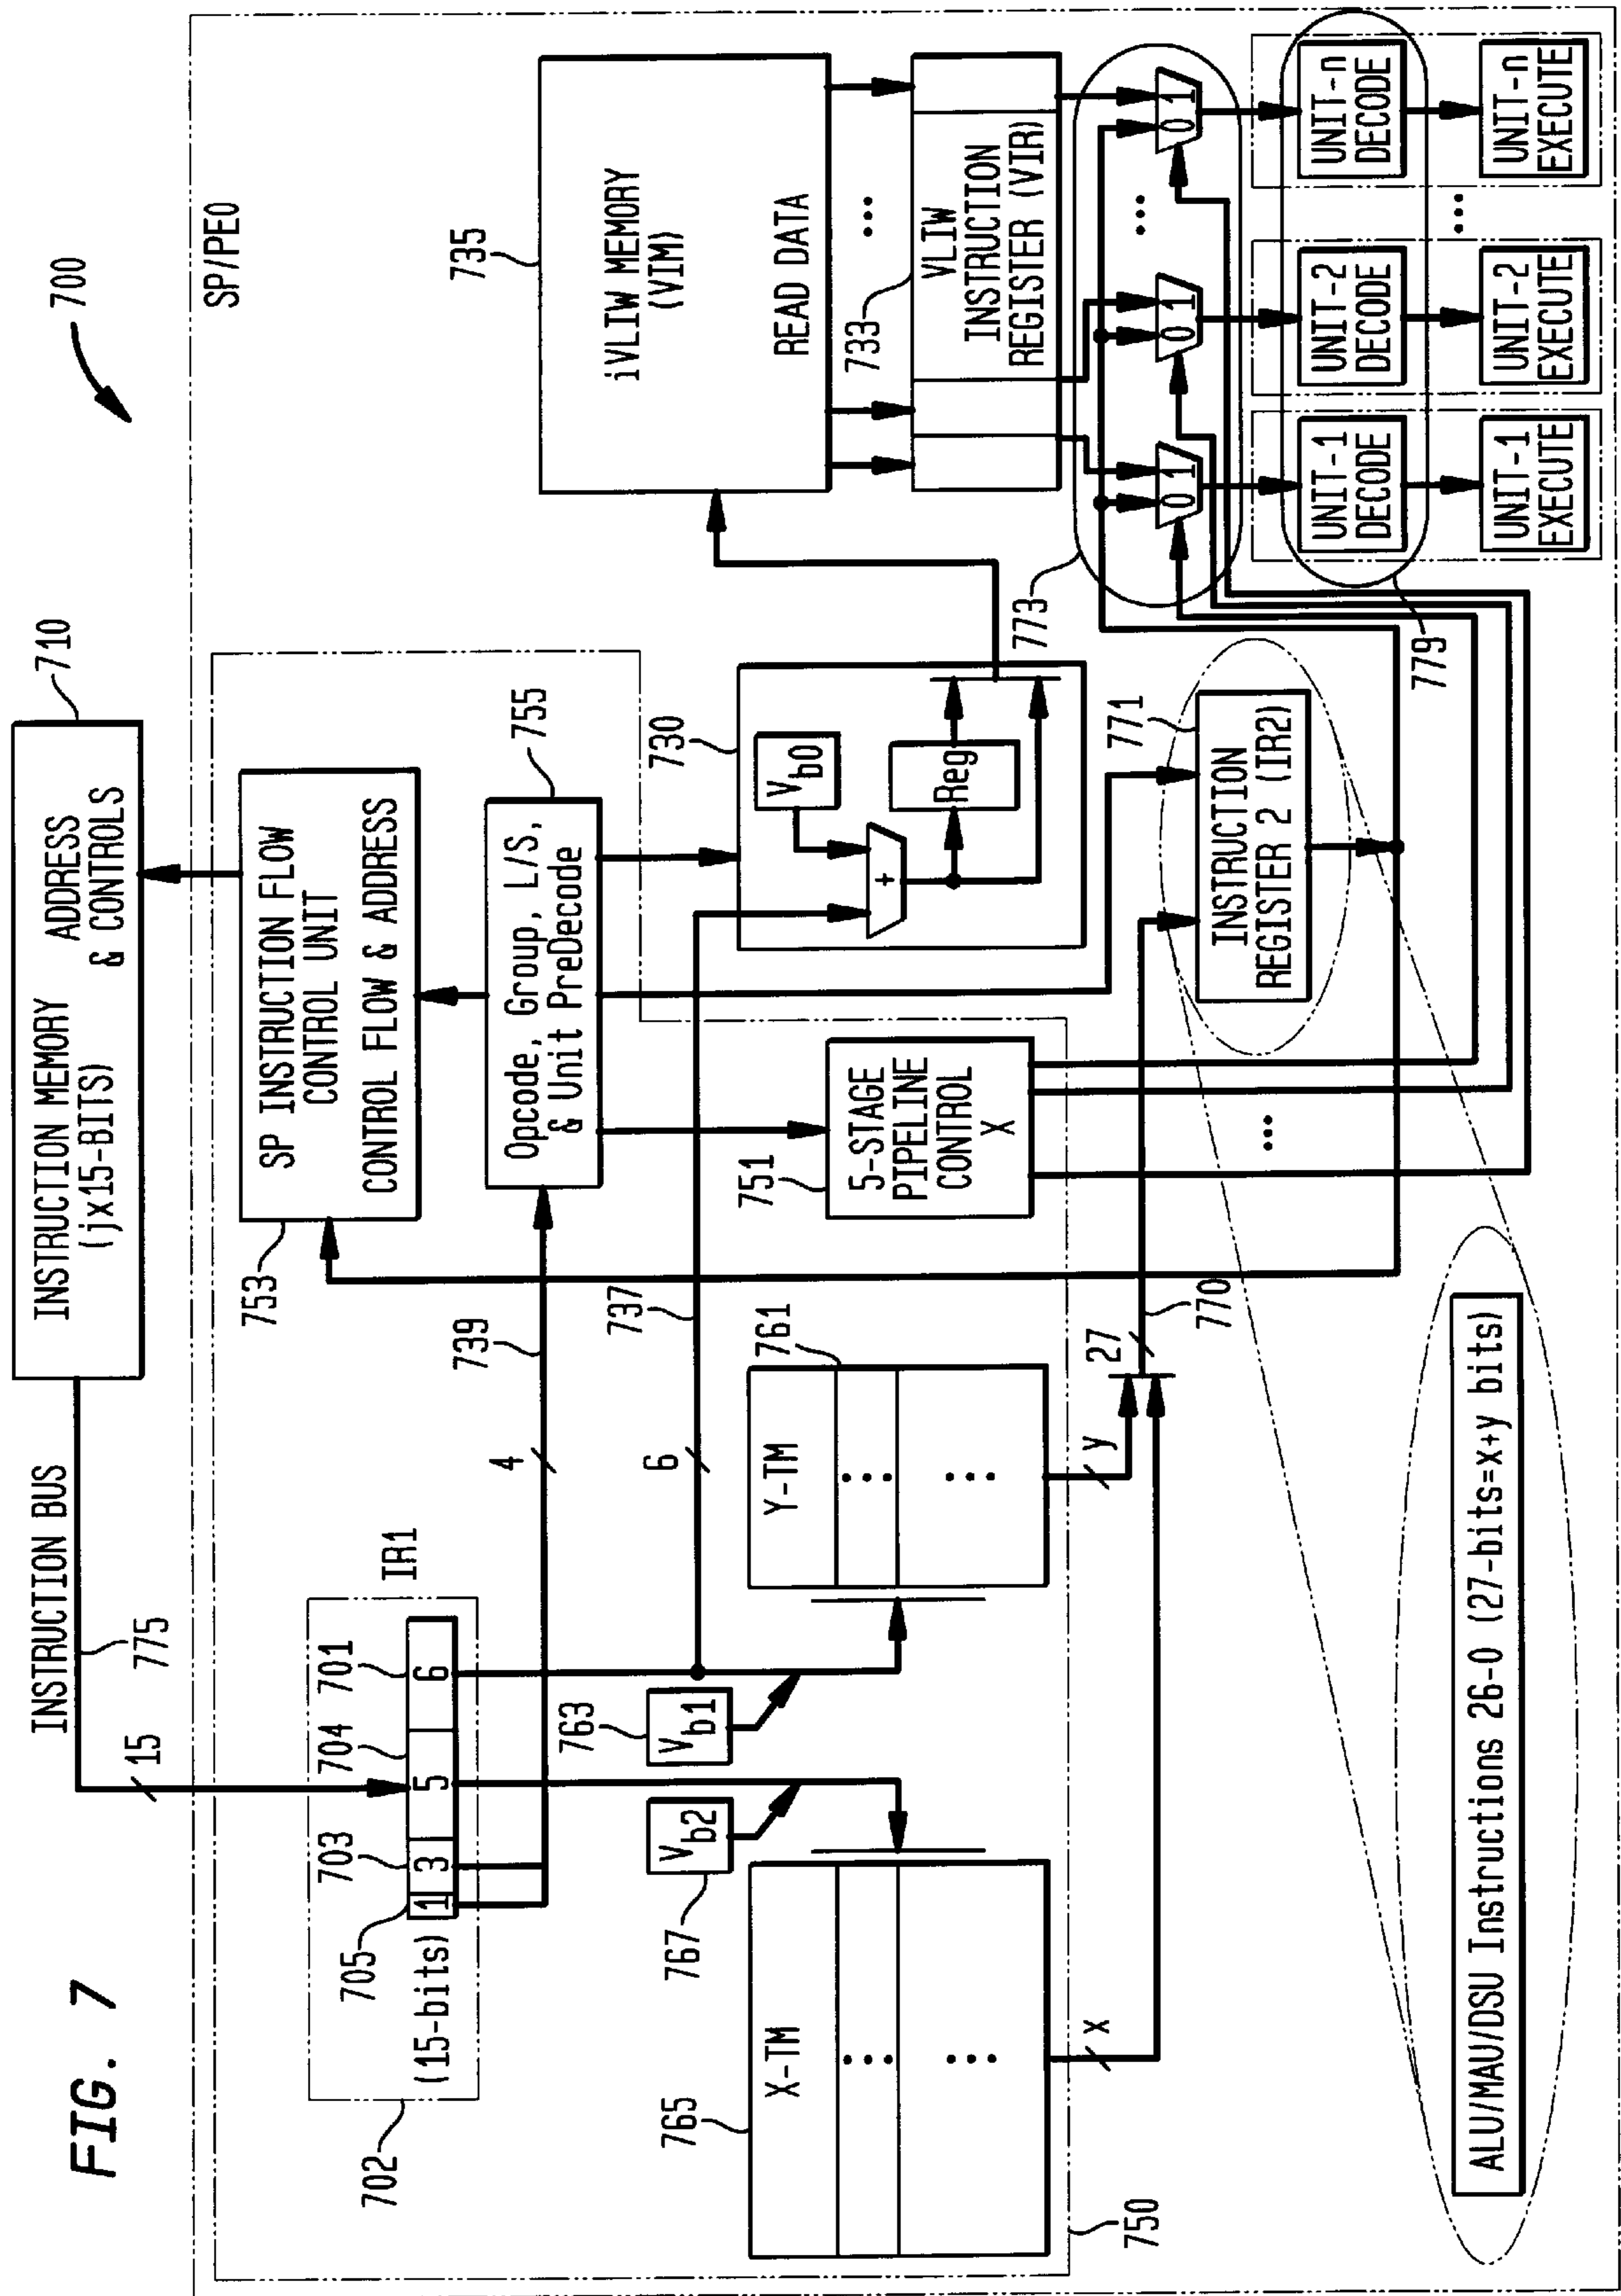 FIG. 7
700
INSTRUCTION BUS
775
15
710
INSTRUCTION MEMORY
(jx15-BITS)
ADDRESS
& CONTROLS
SP/PE0
IR1
705
703
704
701
1
3
5
6
(15-bits)
702
753
SP INSTRUCTION FLOW
CONTROL UNIT
CONTROL FLOW & ADDRESS
739
4
755
Opcode, Group, L/S,
& Unit PreDecode
737
6
767
Vb2
763
Vb1
765
X-TM
...
...
x
761
Y-TM
...
...
y
750
751
5-STAGE
PIPELINE
CONTROL
X
...
730
Vb0
+
Reg
735
iVLIW MEMORY
(VIM)
READ DATA
...
733
VLIW
INSTRUCTION
REGISTER (VIR)
27
770
771
INSTRUCTION
REGISTER 2 (IR2)
773
0 1
0 1
...
0 1
779
UNIT-1
DECODE
UNIT-2
DECODE
UNIT-n
DECODE
...
UNIT-1
EXECUTE
UNIT-2
EXECUTE
UNIT-n
EXECUTE
ALU/MAU/DSU Instructions 26-0 (27-bits=x+y bits)